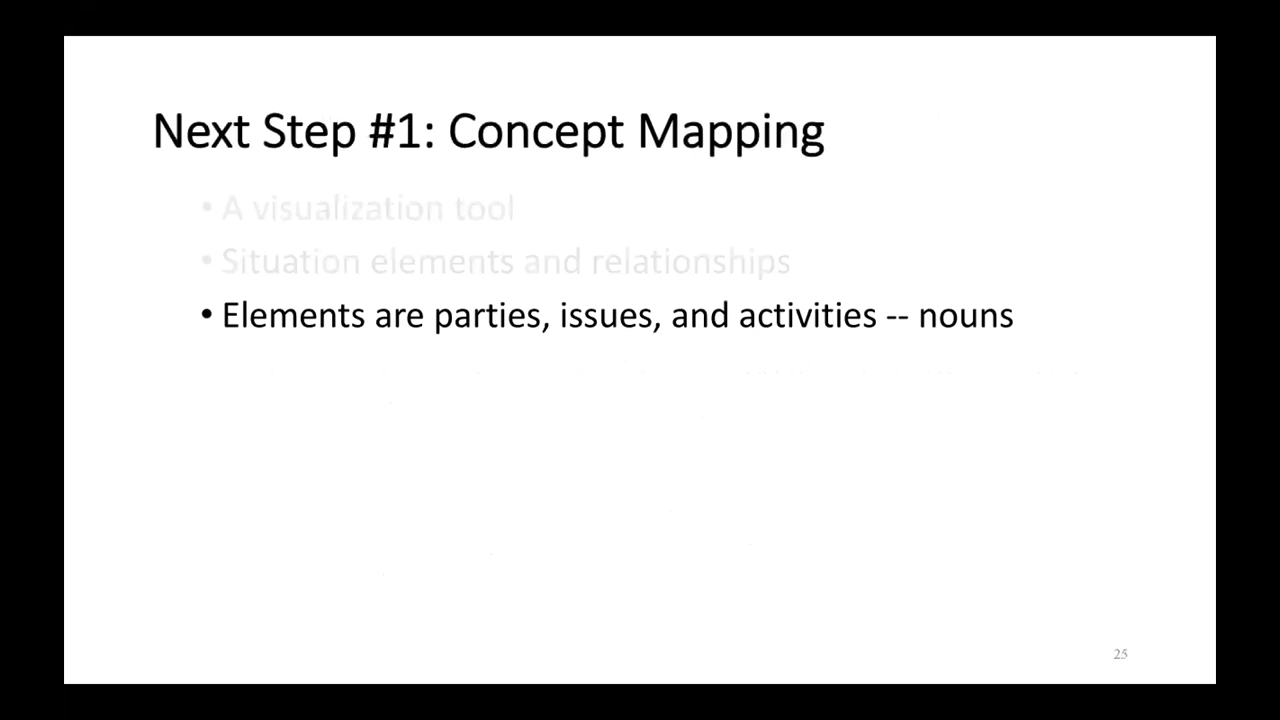 Next Step #1: Concept Mapping
• A visualization tool
• Situation elements and relationships
• Elements are parties, issues, and activities -- nouns
25